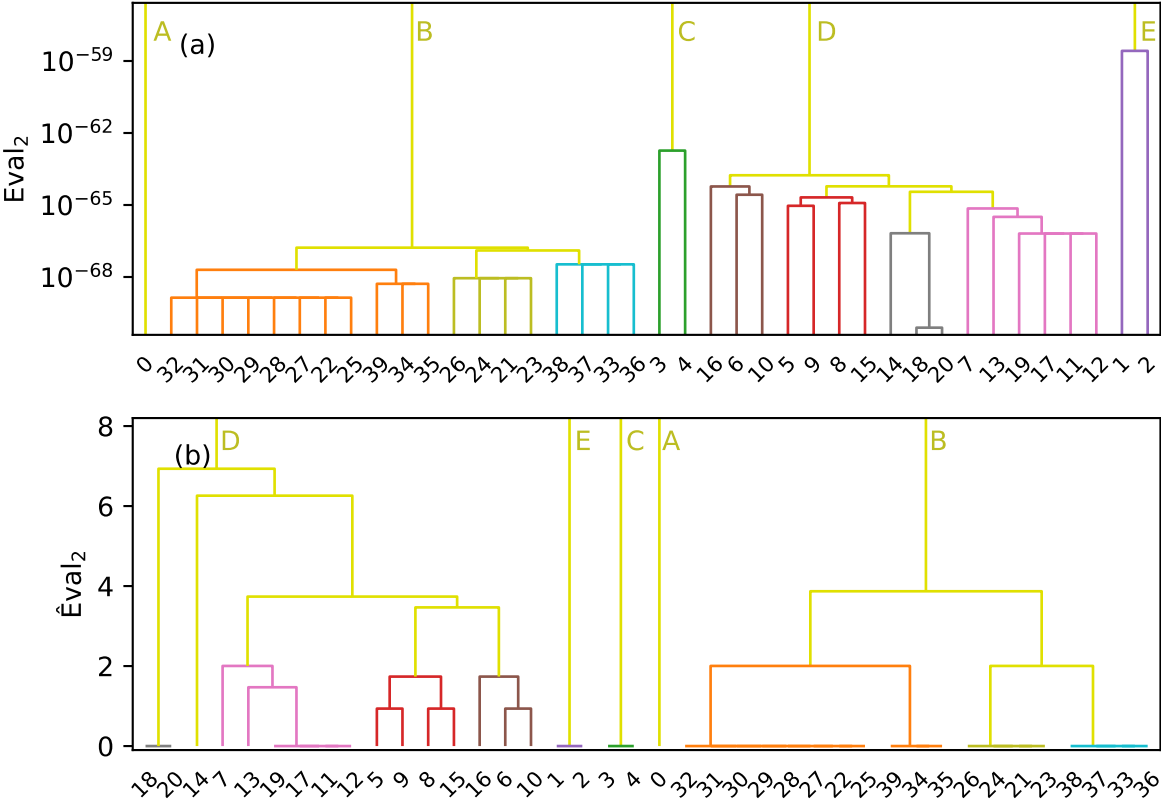 A (a) B C D E
10⁻⁵⁹
10⁻⁶²
10⁻⁶⁵
10⁻⁶⁸
Eval₂
0 32 31 30 29 28 27 22 25 39 34 35 26 24 21 23 38 37 33 36 3 4 16 6 10 5 9 8 15 14 18 20 7 13 19 17 11 12 1 2
(b) D E C A B
8
6
4
2
0
Êval₂
18 20 14 7 13 19 17 11 12 5 9 8 15 16 6 10 1 2 3 4 0 32 31 30 29 28 27 22 25 39 34 35 26 24 21 23 38 37 33 36